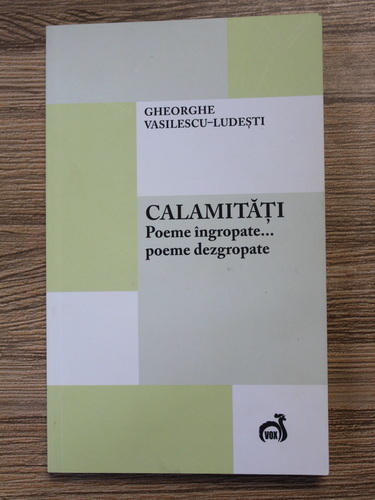 GHEORGHE
VASILESCU–LUDEȘTI
CALAMITĂȚI
Poeme îngropate...
poeme dezgropate
VOX